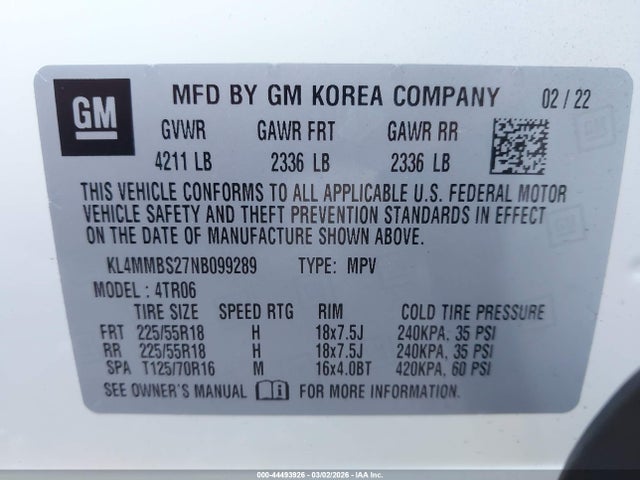 GM MFD BY GM KOREA COMPANY 02 / 22
GVWR GAWR FRT GAWR RR
4211 LB 2336 LB 2336 LB
THIS VEHICLE CONFORMS TO ALL APPLICABLE U.S. FEDERAL MOTOR
VEHICLE SAFETY AND THEFT PREVENTION STANDARDS IN EFFECT
ON THE DATE OF MANUFACTURE SHOWN ABOVE.
KL4MMBS27NB099289 TYPE: MPV
MODEL: 4TR06
TIRE SIZE SPEED RTG RIM COLD TIRE PRESSURE
FRT 225/55R18 H 18x7.5J 240KPA, 35 PSI
RR 225/55R18 H 18x7.5J 240KPA, 35 PSI
SPA T125/70R16 M 16x4.0BT 420KPA, 60 PSI
SEE OWNER'S MANUAL FOR MORE INFORMATION.
000-44493926 - 03/02/2026 - IAA, Inc.